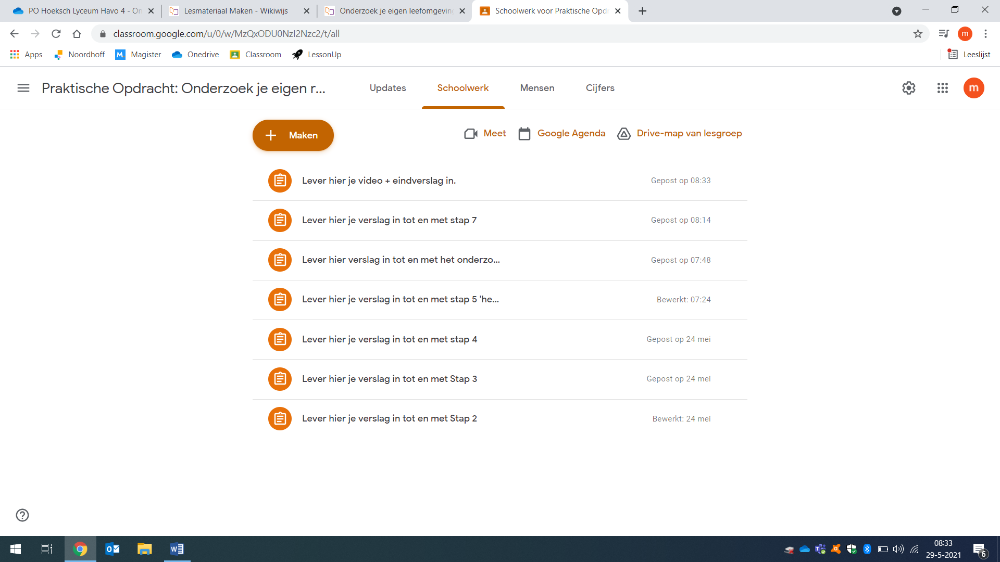 PO Hoeksch Lyceum Havo 4 - On
Lesmateriaal Maken - Wikiwijs
Onderzoek je eigen leefomgeving
Schoolwerk voor Praktische Opdr
classroom.google.com/u/0/w/MzQxODU0NzI2Nzc2/t/all
m
Apps
Noordhoff
M
Magister
Onedrive
Classroom
LessonUp
Leeslijst
Praktische Opdracht: Onderzoek je eigen r...
Updates
Schoolwerk
Mensen
Cijfers
m
Maken
Meet
Google Agenda
Drive-map van lesgroep
Lever hier je video + eindverslag in.
Gepost op 08:33
Lever hier je verslag in tot en met stap 7
Gepost op 08:14
Lever hier verslag in tot en met het onderzo...
Gepost op 07:48
Lever hier je verslag in tot en met stap 5 'he...
Bewerkt: 07:24
Lever hier je verslag in tot en met stap 4
Gepost op 24 mei
Lever hier je verslag in tot en met Stap 3
Gepost op 24 mei
Lever hier je verslag in tot en met Stap 2
Bewerkt: 24 mei
08:33
29-5-2021
6